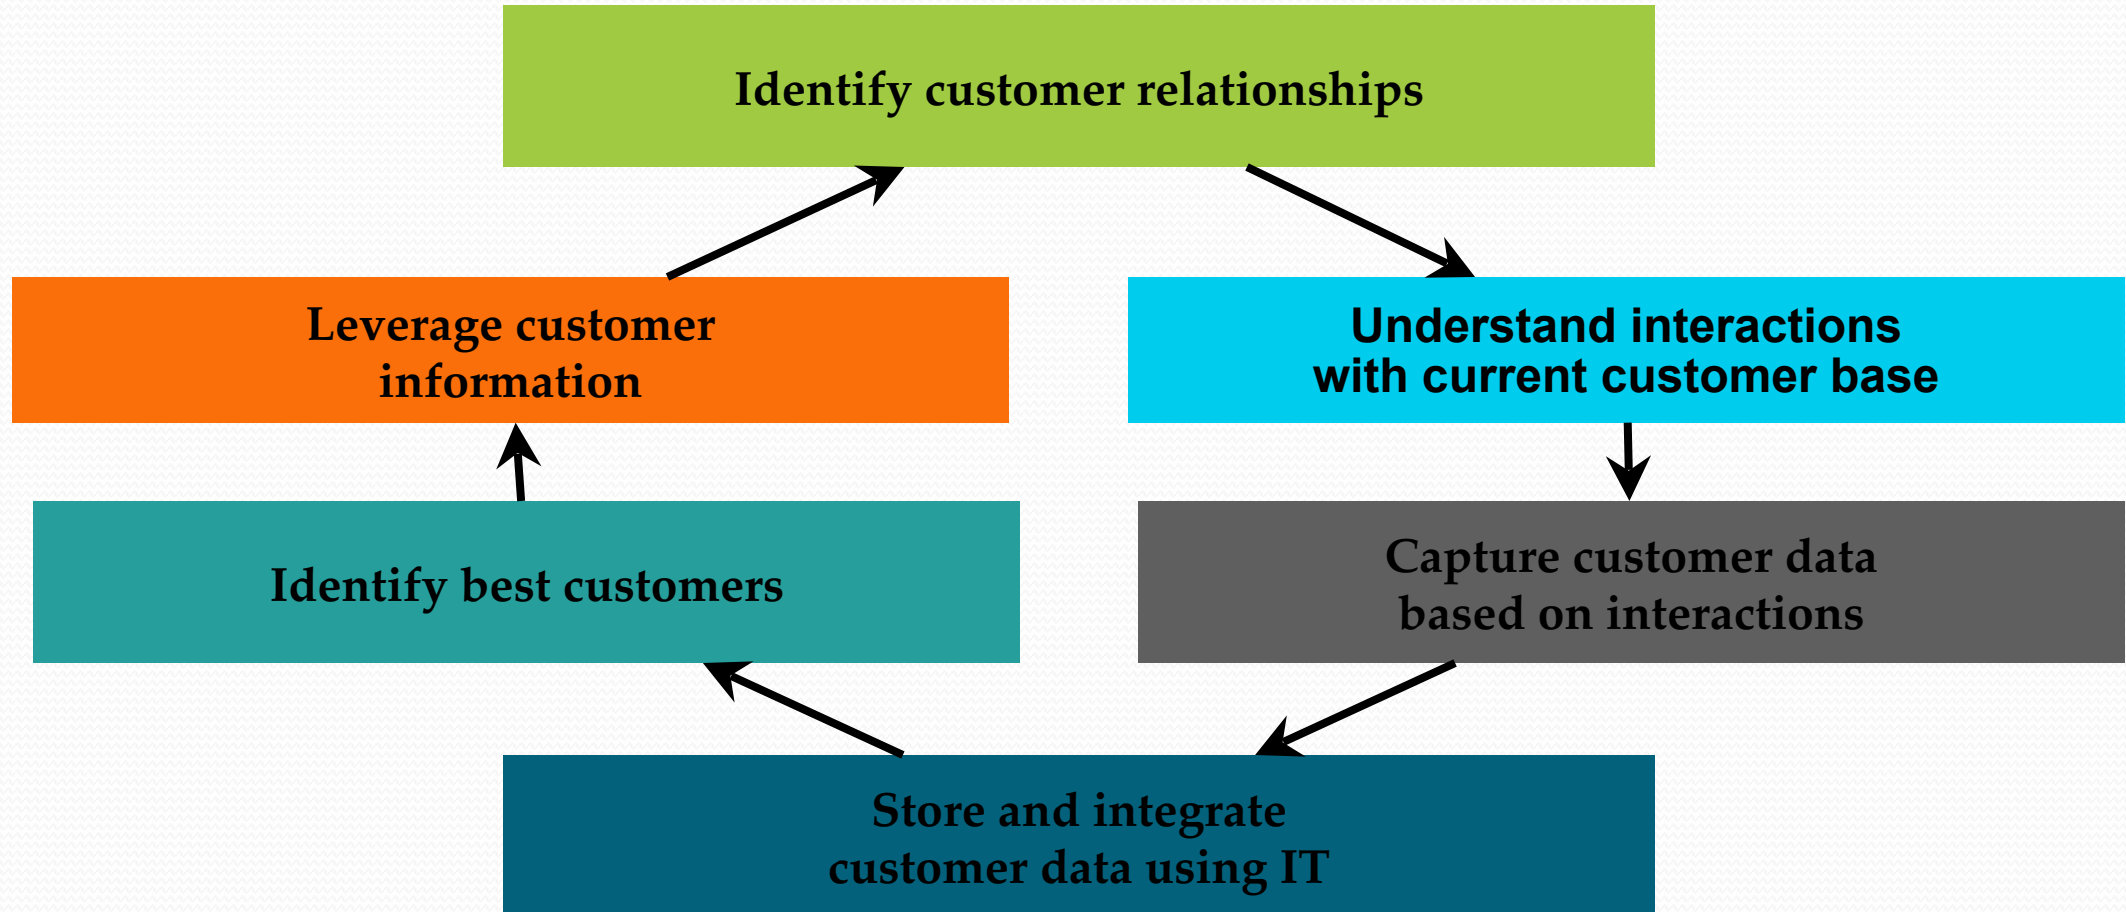 Identify customer relationships
Leverage customer
information
Understand interactions
with current customer base
Identify best customers
Capture customer data
based on interactions
Store and integrate
customer data using IT